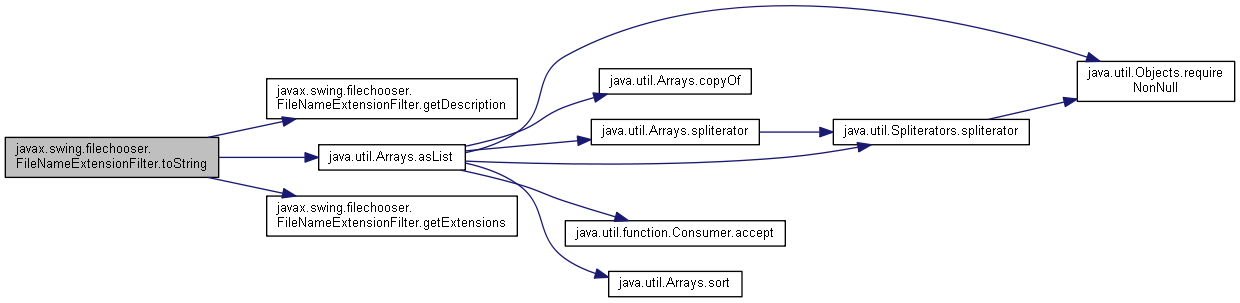 javax.swing.filechooser.
FileNameExtensionFilter.toString
javax.swing.filechooser.
FileNameExtensionFilter.getDescription
java.util.Arrays.asList
javax.swing.filechooser.
FileNameExtensionFilter.getExtensions
java.util.Arrays.copyOf
java.util.Arrays.spliterator
java.util.function.Consumer.accept
java.util.Arrays.sort
java.util.Spliterators.spliterator
java.util.Objects.require
NonNull